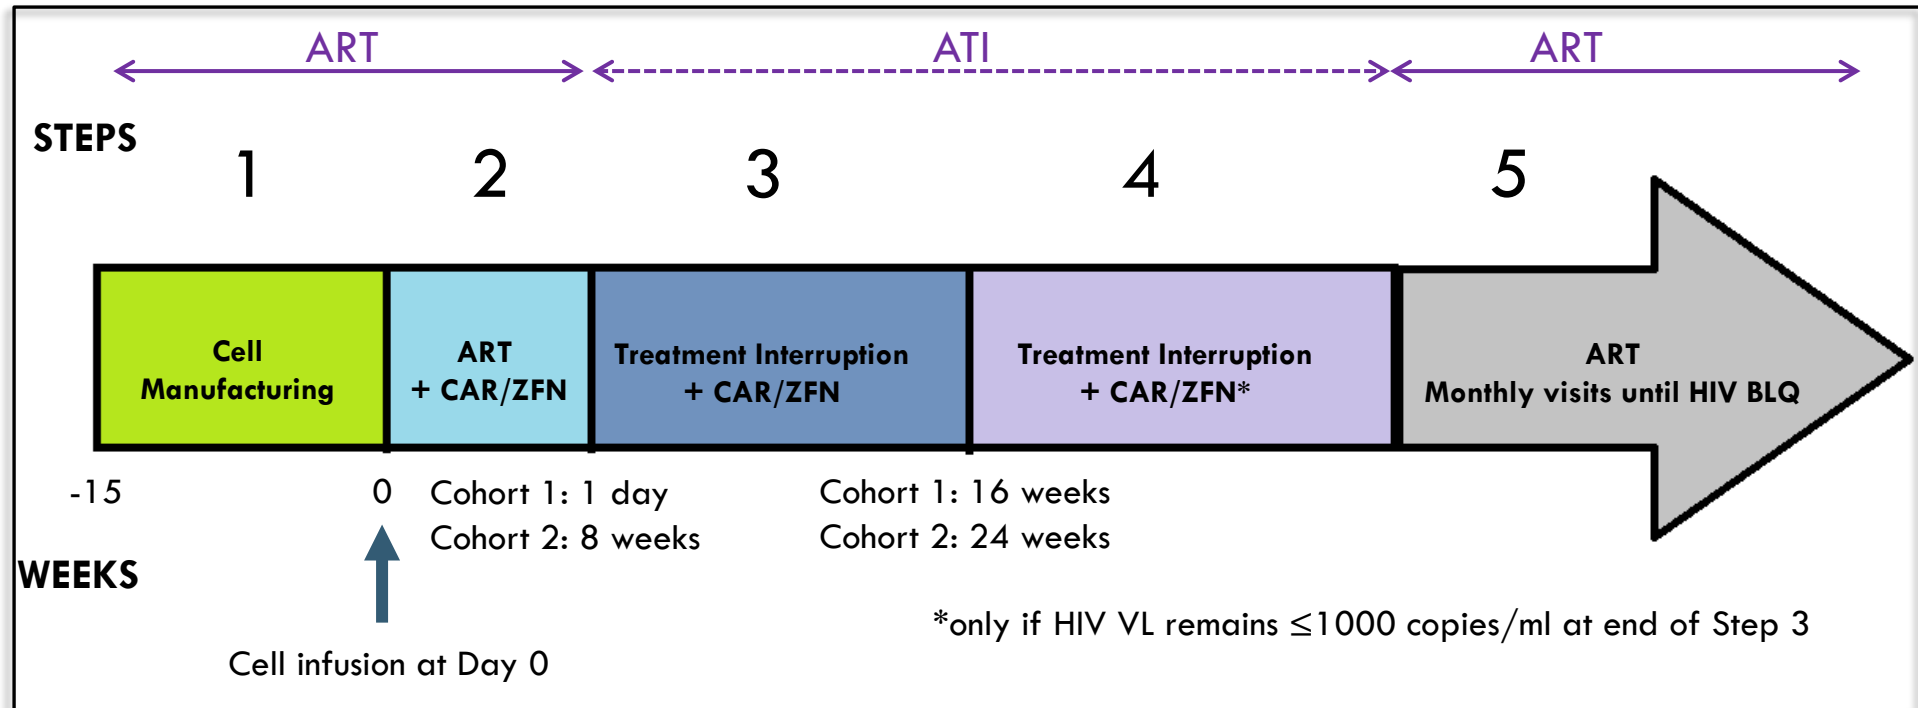 ART
ATI
ART
STEPS
1
2
3
4
5
Cell
Manufacturing
ART
+ CAR/ZFN
Treatment Interruption
+ CAR/ZFN
Treatment Interruption
+ CAR/ZFN*
ART
Monthly visits until HIV BLQ
-15
0
Cohort 1: 1 day
Cohort 2: 8 weeks
Cohort 1: 16 weeks
Cohort 2: 24 weeks
WEEKS
*only if HIV VL remains ≤1000 copies/ml at end of Step 3
Cell infusion at Day 0